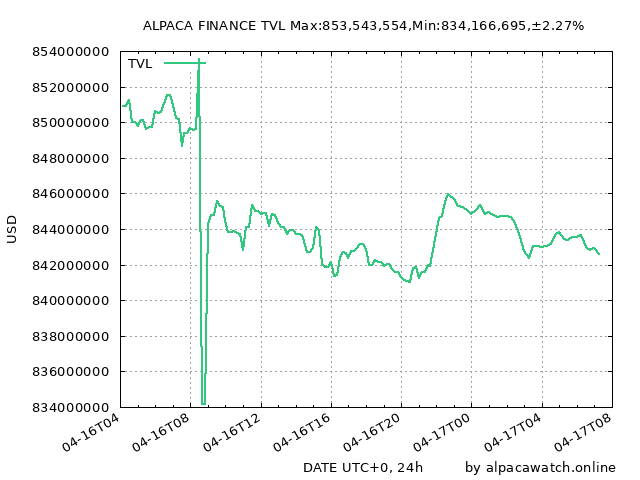 ALPACA FINANCE TVL Max:853,543,554,Min:834,166,695,±2.27%
854000000
TVL
852000000
850000000
848000000
846000000
844000000
842000000
840000000
838000000
836000000
834000000
USD
04-16T04
04-16T08
04-16T12
04-16T16
04-16T20
04-17T00
04-17T04
04-17T08
DATE UTC+0, 24h
by alpacawatch.online